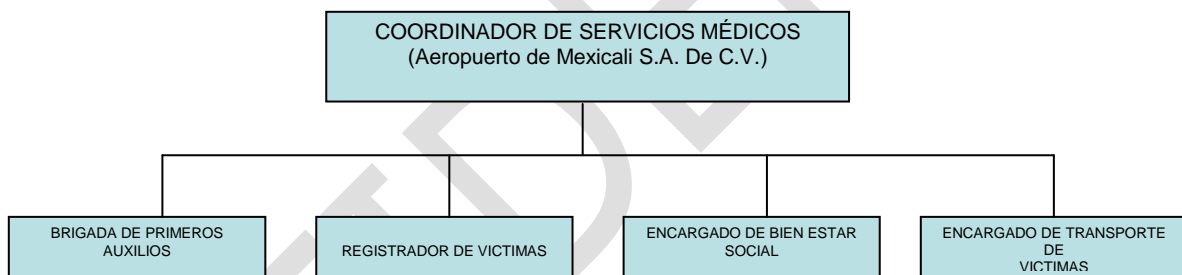 COORDINADOR DE SERVICIOS MÉDICOS
(Aeropuerto de Mexicali S.A. De C.V.)
BRIGADA DE PRIMEROS
AUXILIOS
REGISTRADOR DE VICTIMAS
ENCARGADO DE BIEN ESTAR
SOCIAL
ENCARGADO DE TRANSPORTE
DE
VICTIMAS